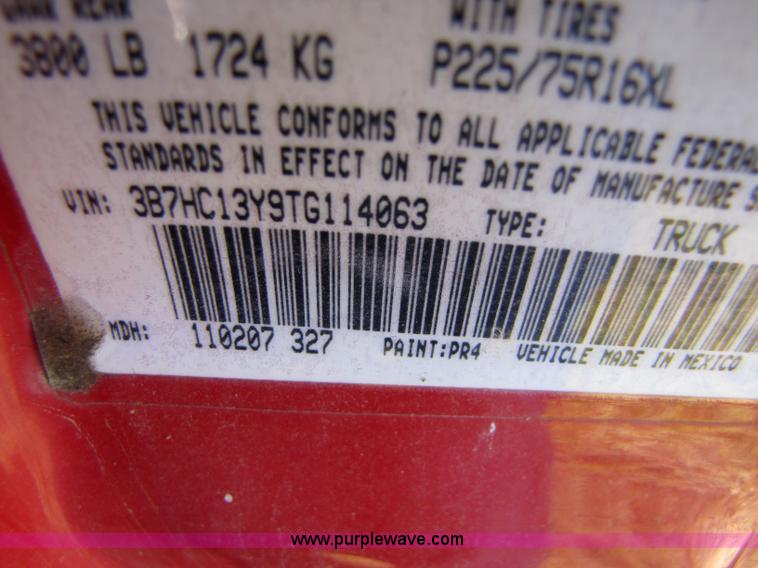 GAWR REAR WITH TIRES
3800 LB 1724 KG P225/75R16XL
THIS VEHICLE CONFORMS TO ALL APPLICABLE FEDERAL
STANDARDS IN EFFECT ON THE DATE OF MANUFACTURE S
VIN: 3B7HC13Y9TG114063 TYPE: TRUCK
MDH: 110207 327 PAINT:PR4 VEHICLE MADE IN MEXICO
www.purplewave.com